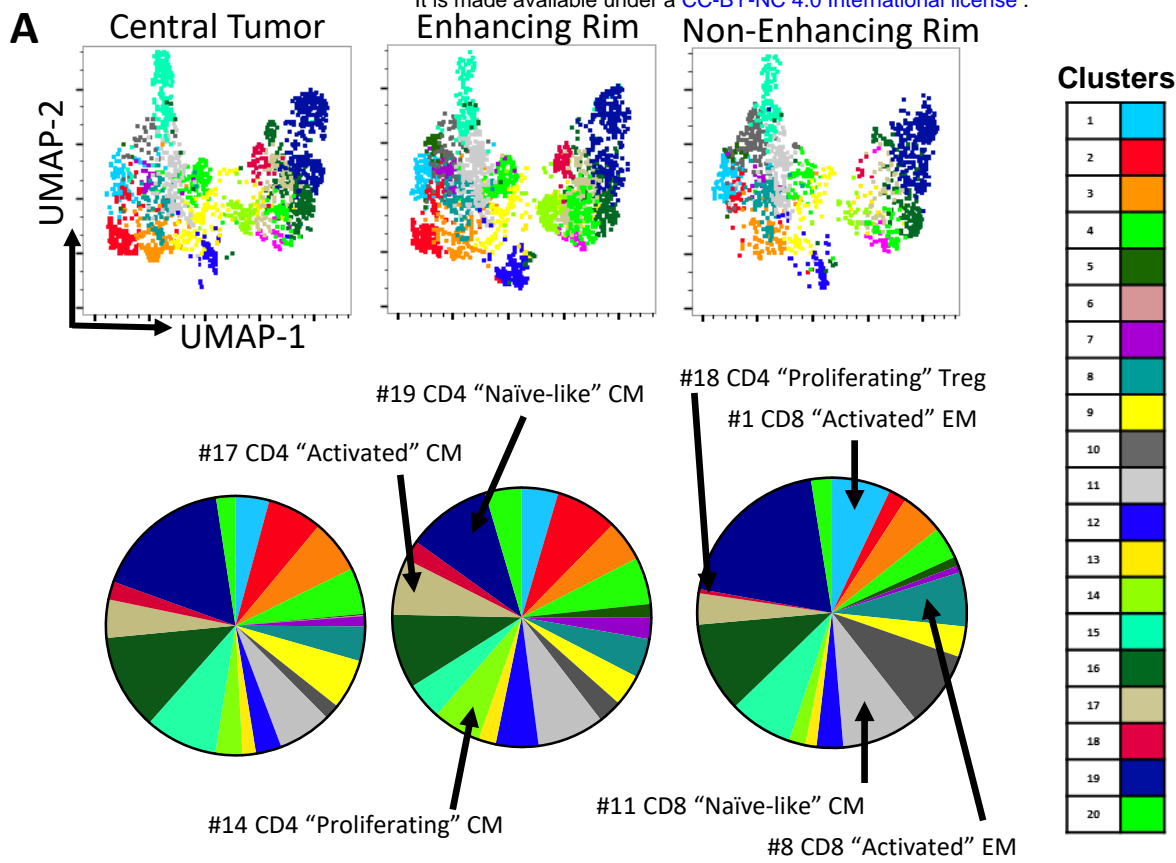 It is made available under a CC-BY-NC 4.0 International license .
A
Central Tumor
Enhancing Rim
Non-Enhancing Rim
UMAP-2
UMAP-1
Clusters
1
2
3
4
5
6
7
8
9
10
11
12
13
14
15
16
17
18
19
20
#19 CD4 “Naïve-like” CM
#18 CD4 “Proliferating” Treg
#1 CD8 “Activated” EM
#17 CD4 “Activated” CM
#14 CD4 “Proliferating” CM
#11 CD8 “Naïve-like” CM
#8 CD8 “Activated” EM